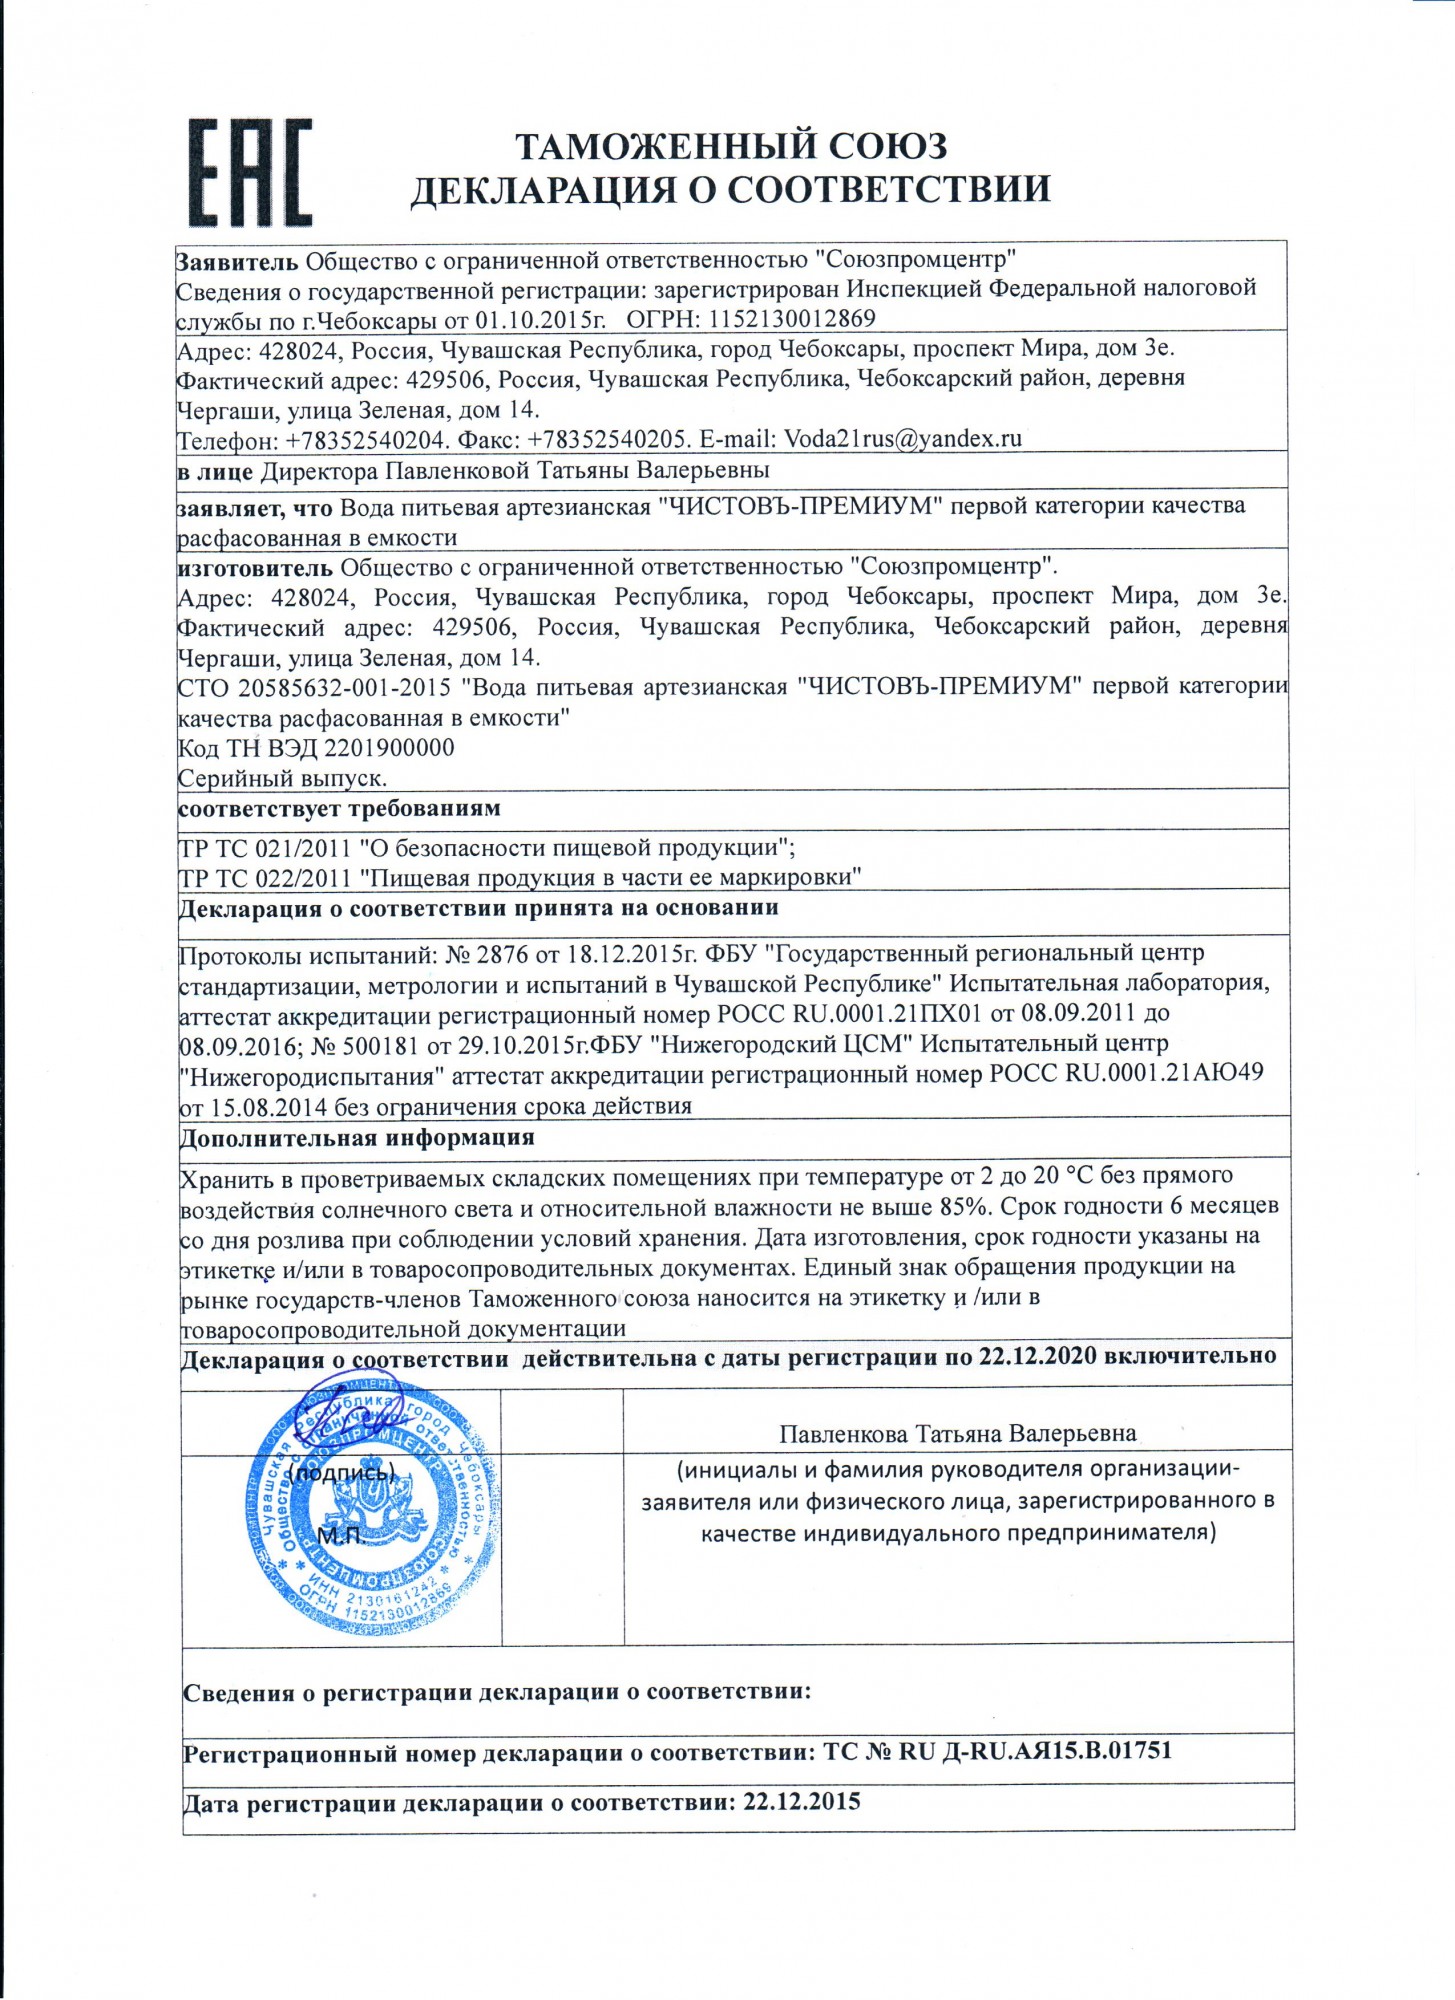 ЕАС
ТАМОЖЕННЫЙ СОЮЗ
ДЕКЛАРАЦИЯ О СООТВЕТСТВИИ
Заявитель Общество с ограниченной ответственностью "Союзпромцентр"
Сведения о государственной регистрации: зарегистрирован Инспекцией Федеральной налоговой
службы по г.Чебоксары от 01.10.2015г. ОГРН: 1152130012869
Адрес: 428024, Россия, Чувашская Республика, город Чебоксары, проспект Мира, дом 3е.
Фактический адрес: 429506, Россия, Чувашская Республика, Чебоксарский район, деревня
Чергаши, улица Зеленая, дом 14.
Телефон: +78352540204. Факс: +78352540205. E-mail: Voda21rus@yandex.ru
в лице Директора Павленковой Татьяны Валерьевны
заявляет, что Вода питьевая артезианская "ЧИСТОВЪ-ПРЕМИУМ" первой категории качества
расфасованная в емкости
изготовитель Общество с ограниченной ответственностью "Союзпромцентр".
Адрес: 428024, Россия, Чувашская Республика, город Чебоксары, проспект Мира, дом 3е.
Фактический адрес: 429506, Россия, Чувашская Республика, Чебоксарский район, деревня
Чергаши, улица Зеленая, дом 14.
СТО 20585632-001-2015 "Вода питьевая артезианская "ЧИСТОВЪ-ПРЕМИУМ" первой категории
качества расфасованная в емкости"
Код ТН ВЭД 2201900000
Серийный выпуск.
соответствует требованиям
ТР ТС 021/2011 "О безопасности пищевой продукции";
ТР ТС 022/2011 "Пищевая продукция в части ее маркировки"
Декларация о соответствии принята на основании
Протоколы испытаний: № 2876 от 18.12.2015г. ФБУ "Государственный региональный центр
стандартизации, метрологии и испытаний в Чувашской Республике" Испытательная лаборатория,
аттестат аккредитации регистрационный номер РОСС RU.0001.21ПХ01 от 08.09.2011 до
08.09.2016; № 500181 от 29.10.2015г.ФБУ "Нижегородский ЦСМ" Испытательный центр
"Нижегородиспытания" аттестат аккредитации регистрационный номер РОСС RU.0001.21АЮ49
от 15.08.2014 без ограничения срока действия
Дополнительная информация
Хранить в проветриваемых складских помещениях при температуре от 2 до 20 °С без прямого
воздействия солнечного света и относительной влажности не выше 85%. Срок годности 6 месяцев
со дня розлива при соблюдении условий хранения. Дата изготовления, срок годности указаны на
этикетке и/или в товаросопроводительных документах. Единый знак обращения продукции на
рынке государств-членов Таможенного союза наносится на этикетку и /или в
товаросопроводительной документации
Декларация о соответствии действительна с даты регистрации по 22.12.2020 включительно
Павленкова Татьяна Валерьевна
(подпись)
М.П.
(инициалы и фамилия руководителя организации-
заявителя или физического лица, зарегистрированного в
качестве индивидуального предпринимателя)
Чувашская Республика, город Чебоксары
Общество с ограниченной ответственностью
"СОЮЗПРОМЦЕНТР"
"СОЮЗПРОМЦЕНТР"
ИНН 2130161242
ОГРН 1152130012869
Сведения о регистрации декларации о соответствии:
Регистрационный номер декларации о соответствии: ТС № RU Д-RU.АЯ15.В.01751
Дата регистрации декларации о соответствии: 22.12.2015